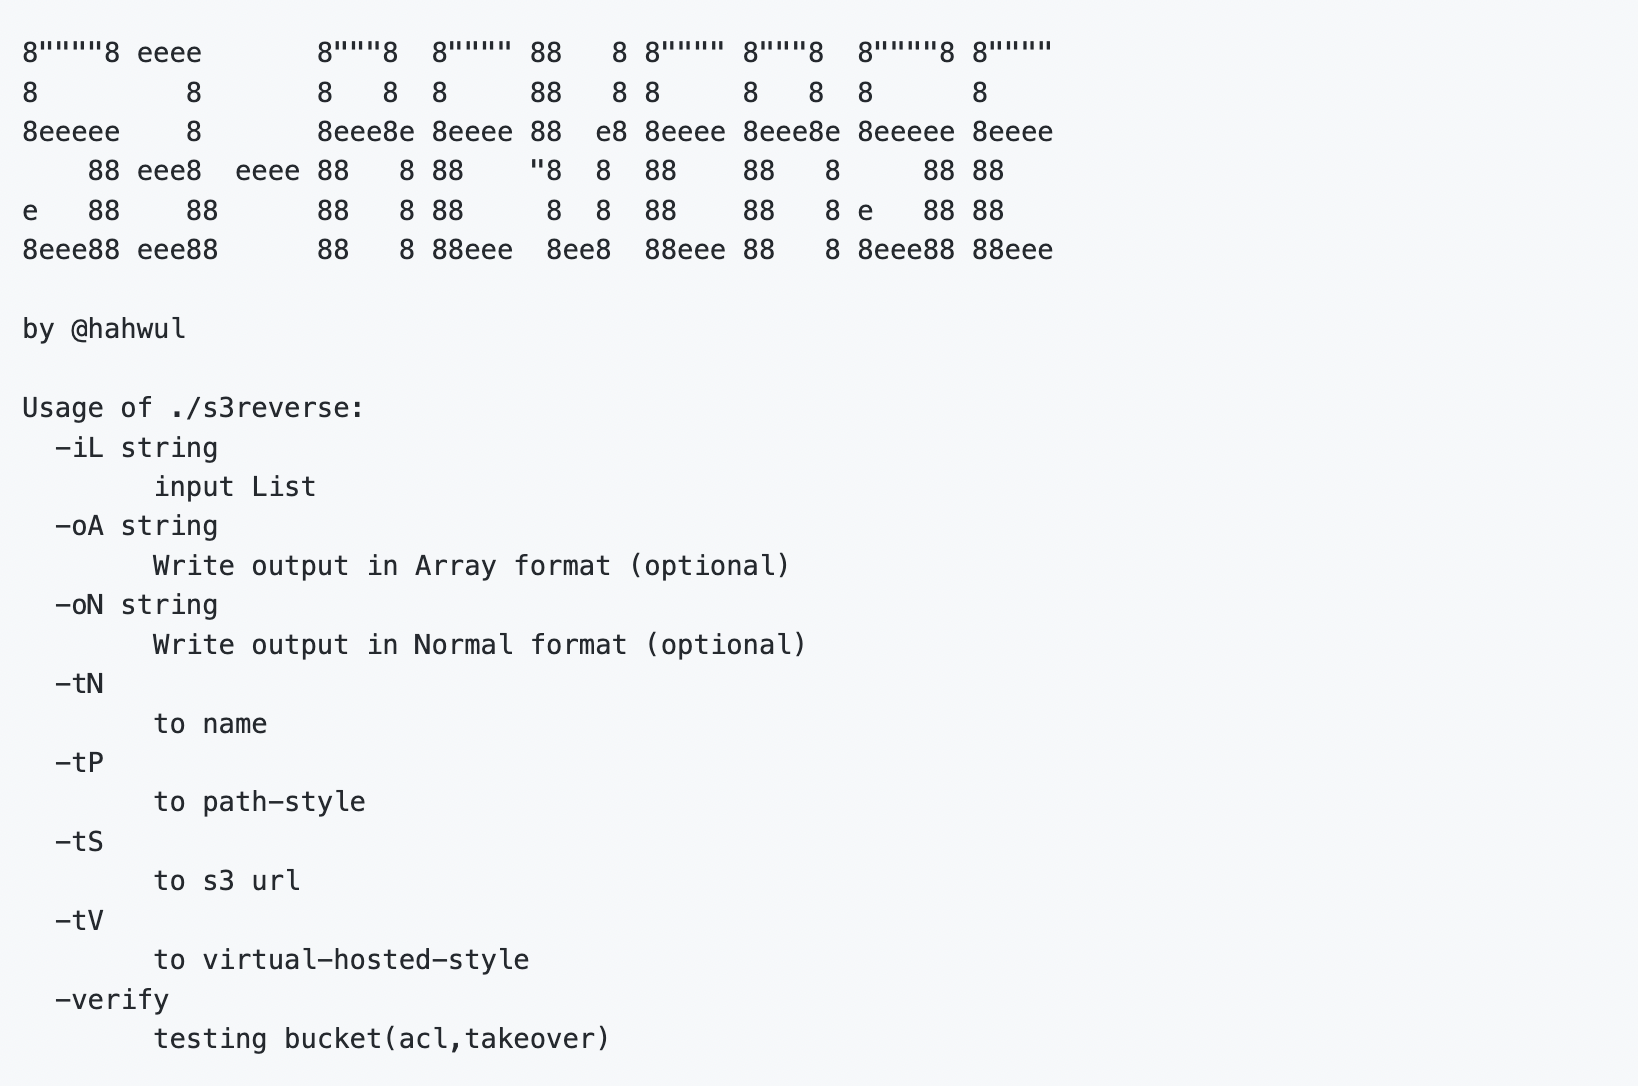 8""""8 eeee       8"""8  8"""" 88   8 8"""" 8"""8  8""""8 8""""
8         8       8   8  8     88   8 8     8   8  8      8
8eeeee    8       8eee8e 8eeee 88  e8 8eeee 8eee8e 8eeeee 8eeee
    88 eee8  eeee 88   8 88    "8  8  88    88   8     88 88
e   88    88      88   8 88     8  8  88    88   8 e   88 88
8eee88 eee88      88   8 88eee  8ee8  88eee 88   8 8eee88 88eee
by @hahwul
Usage of ./s3reverse:
  -iL string
        input List
  -oA string
        Write output in Array format (optional)
  -oN string
        Write output in Normal format (optional)
  -tN
        to name
  -tP
        to path-style
  -tS
        to s3 url
  -tV
        to virtual-hosted-style
  -verify
        testing bucket(acl,takeover)